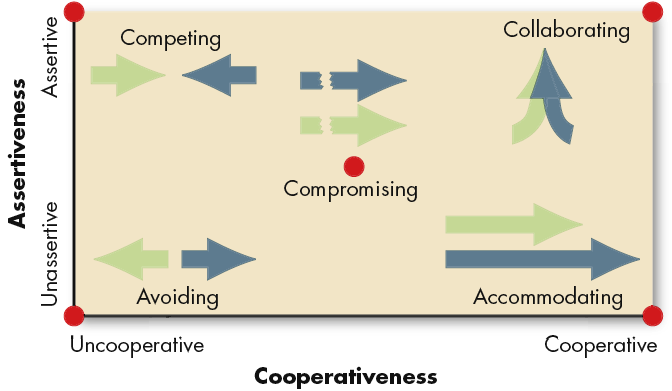 Competing
Collaborating
Assertive
Assertiveness
Compromising
Unassertive
Avoiding
Accommodating
Uncooperative
Cooperative
Cooperativeness